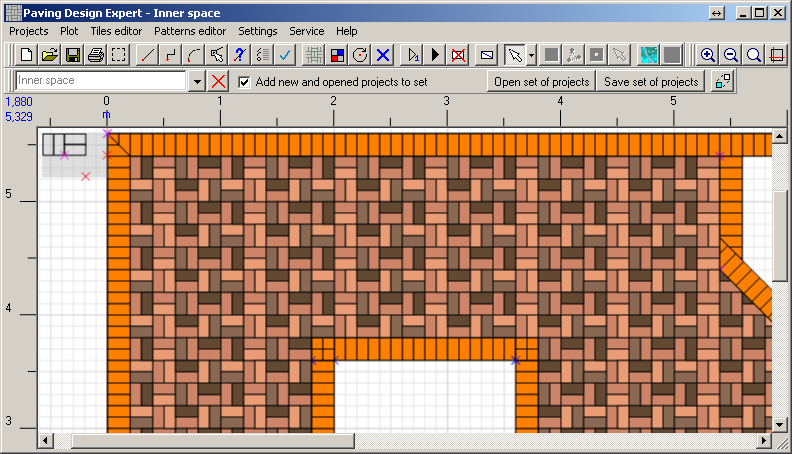 Paving Design Expert - Inner space
Projects Plot Tiles editor Patterns editor Settings Service Help
Inner space Add new and opened projects to set Open set of projects Save set of projects
1,880 0 1 2 3 4 5
5,329 m
5
4
3